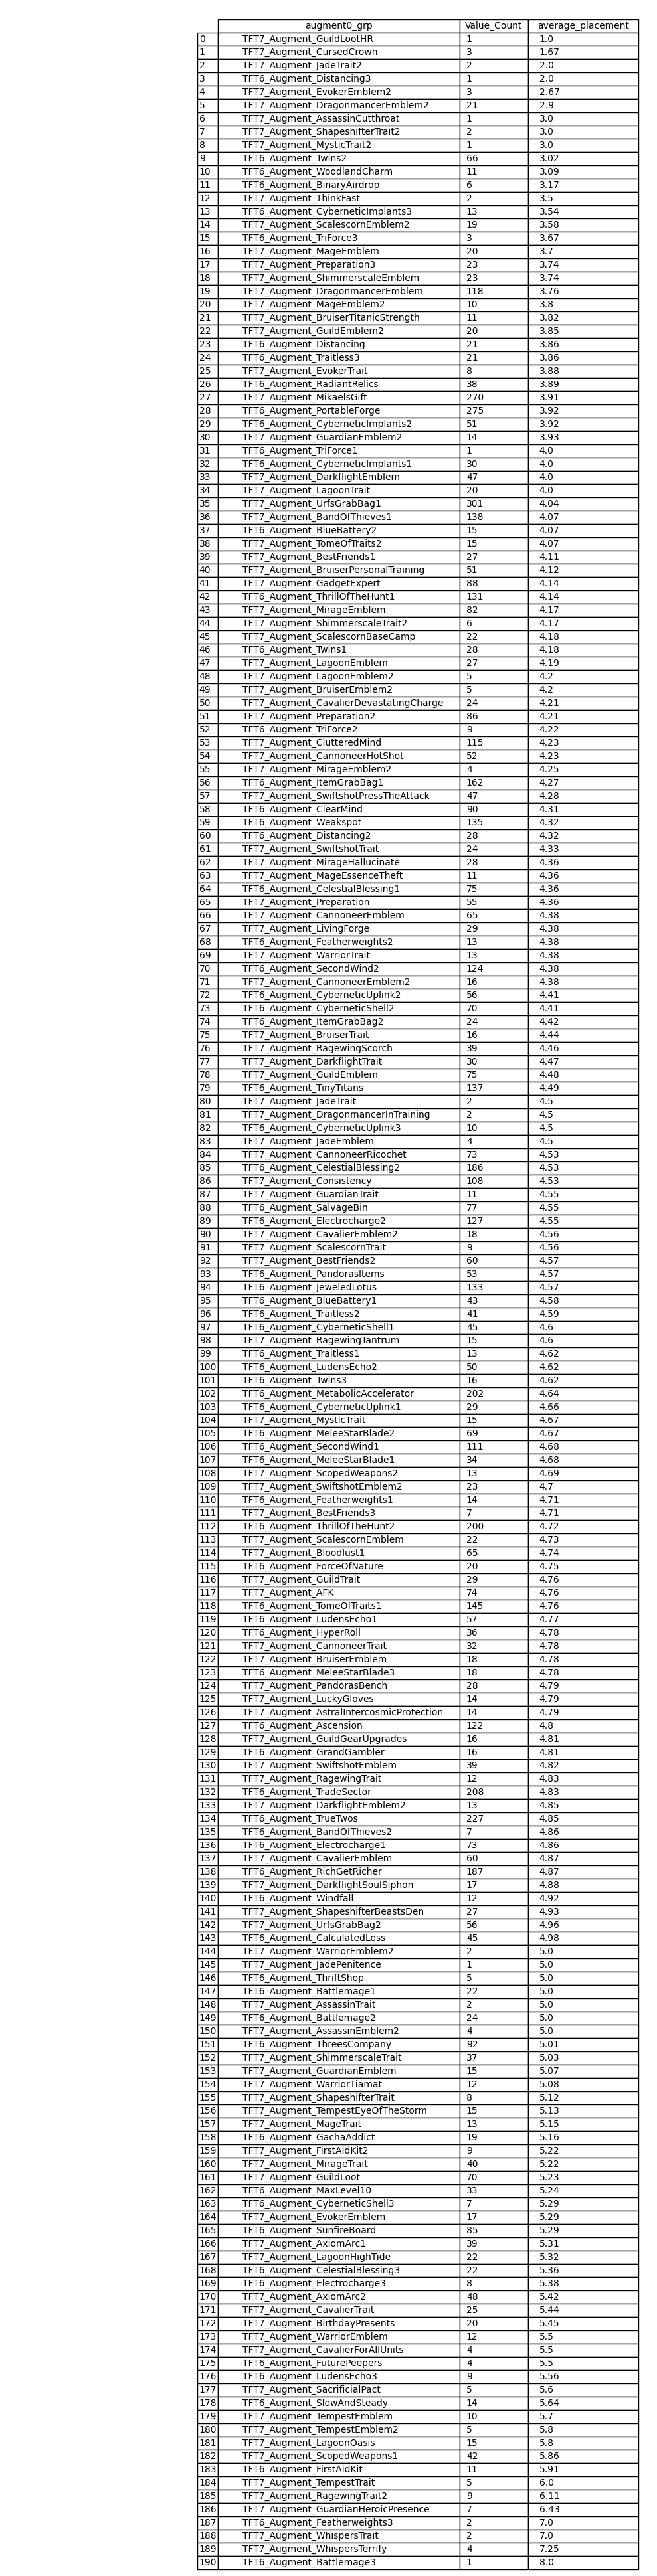 augment0_grp Value_Count average_placement
0 TFT7_Augment_GuildLootHR 1 1.0
1 TFT7_Augment_CursedCrown 3 1.67
2 TFT7_Augment_JadeTrait2 2 2.0
3 TFT6_Augment_Distancing3 1 2.0
4 TFT7_Augment_EvokerEmblem2 3 2.67
5 TFT7_Augment_DragonmancerEmblem2 21 2.9
6 TFT7_Augment_AssassinCutthroat 1 3.0
7 TFT7_Augment_ShapeshifterTrait2 2 3.0
8 TFT7_Augment_MysticTrait2 1 3.0
9 TFT6_Augment_Twins2 66 3.02
10 TFT6_Augment_WoodlandCharm 11 3.09
11 TFT6_Augment_BinaryAirdrop 6 3.17
12 TFT7_Augment_ThinkFast 2 3.5
13 TFT6_Augment_CyberneticImplants3 13 3.54
14 TFT7_Augment_ScalescornEmblem2 19 3.58
15 TFT6_Augment_TriForce3 3 3.67
16 TFT7_Augment_MageEmblem 20 3.7
17 TFT7_Augment_Preparation3 23 3.74
18 TFT7_Augment_ShimmerscaleEmblem 23 3.74
19 TFT7_Augment_DragonmancerEmblem 118 3.76
20 TFT7_Augment_MageEmblem2 10 3.8
21 TFT7_Augment_BruiserTitanicStrength 11 3.82
22 TFT7_Augment_GuildEmblem2 20 3.85
23 TFT6_Augment_Distancing 21 3.86
24 TFT6_Augment_Traitless3 21 3.86
25 TFT7_Augment_EvokerTrait 8 3.88
26 TFT6_Augment_RadiantRelics 38 3.89
27 TFT7_Augment_MikaelsGift 270 3.91
28 TFT6_Augment_PortableForge 275 3.92
29 TFT6_Augment_CyberneticImplants2 51 3.92
30 TFT7_Augment_GuardianEmblem2 14 3.93
31 TFT6_Augment_TriForce1 1 4.0
32 TFT6_Augment_CyberneticImplants1 30 4.0
33 TFT7_Augment_DarkflightEmblem 47 4.0
34 TFT7_Augment_LagoonTrait 20 4.0
35 TFT7_Augment_UrfsGrabBag1 301 4.04
36 TFT7_Augment_BandOfThieves1 138 4.07
37 TFT6_Augment_BlueBattery2 15 4.07
38 TFT6_Augment_TomeOfTraits2 15 4.07
39 TFT7_Augment_BestFriends1 27 4.11
40 TFT7_Augment_BruiserPersonalTraining 51 4.12
41 TFT7_Augment_GadgetExpert 88 4.14
42 TFT6_Augment_ThrillOfTheHunt1 131 4.14
43 TFT7_Augment_MirageEmblem 82 4.17
44 TFT7_Augment_ShimmerscaleTrait2 6 4.17
45 TFT7_Augment_ScalescornBaseCamp 22 4.18
46 TFT6_Augment_Twins1 28 4.18
47 TFT7_Augment_LagoonEmblem 27 4.19
48 TFT7_Augment_LagoonEmblem2 5 4.2
49 TFT7_Augment_BruiserEmblem2 5 4.2
50 TFT7_Augment_CavalierDevastatingCharge 24 4.21
51 TFT7_Augment_Preparation2 86 4.21
52 TFT6_Augment_TriForce2 9 4.22
53 TFT7_Augment_ClutteredMind 115 4.23
54 TFT7_Augment_CannoneerHotShot 52 4.23
55 TFT7_Augment_MirageEmblem2 4 4.25
56 TFT6_Augment_ItemGrabBag1 162 4.27
57 TFT7_Augment_SwiftshotPressTheAttack 47 4.28
58 TFT6_Augment_ClearMind 90 4.31
59 TFT6_Augment_Weakspot 135 4.32
60 TFT6_Augment_Distancing2 28 4.32
61 TFT7_Augment_SwiftshotTrait 24 4.33
62 TFT7_Augment_MirageHallucinate 28 4.36
63 TFT7_Augment_MageEssenceTheft 11 4.36
64 TFT6_Augment_CelestialBlessing1 75 4.36
65 TFT7_Augment_Preparation 55 4.36
66 TFT7_Augment_CannoneerEmblem 65 4.38
67 TFT7_Augment_LivingForge 29 4.38
68 TFT6_Augment_Featherweights2 13 4.38
69 TFT7_Augment_WarriorTrait 13 4.38
70 TFT6_Augment_SecondWind2 124 4.38
71 TFT7_Augment_CannoneerEmblem2 16 4.38
72 TFT6_Augment_CyberneticUplink2 56 4.41
73 TFT6_Augment_CyberneticShell2 70 4.41
74 TFT6_Augment_ItemGrabBag2 24 4.42
75 TFT7_Augment_BruiserTrait 16 4.44
76 TFT7_Augment_RagewingScorch 39 4.46
77 TFT7_Augment_DarkflightTrait 30 4.47
78 TFT7_Augment_GuildEmblem 75 4.48
79 TFT6_Augment_TinyTitans 137 4.49
80 TFT7_Augment_JadeTrait 2 4.5
81 TFT7_Augment_DragonmancerInTraining 2 4.5
82 TFT6_Augment_CyberneticUplink3 10 4.5
83 TFT7_Augment_JadeEmblem 4 4.5
84 TFT7_Augment_CannoneerRicochet 73 4.53
85 TFT6_Augment_CelestialBlessing2 186 4.53
86 TFT7_Augment_Consistency 108 4.53
87 TFT7_Augment_GuardianTrait 11 4.55
88 TFT6_Augment_SalvageBin 77 4.55
89 TFT6_Augment_Electrocharge2 127 4.55
90 TFT7_Augment_CavalierEmblem2 18 4.56
91 TFT7_Augment_ScalescornTrait 9 4.56
92 TFT7_Augment_BestFriends2 60 4.57
93 TFT6_Augment_PandorasItems 53 4.57
94 TFT6_Augment_JeweledLotus 133 4.57
95 TFT6_Augment_BlueBattery1 43 4.58
96 TFT6_Augment_Traitless2 41 4.59
97 TFT6_Augment_CyberneticShell1 45 4.6
98 TFT7_Augment_RagewingTantrum 15 4.6
99 TFT6_Augment_Traitless1 13 4.62
100 TFT6_Augment_LudensEcho2 50 4.62
101 TFT6_Augment_Twins3 16 4.62
102 TFT6_Augment_MetabolicAccelerator 202 4.64
103 TFT6_Augment_CyberneticUplink1 29 4.66
104 TFT7_Augment_MysticTrait 15 4.67
105 TFT6_Augment_MeleeStarBlade2 69 4.67
106 TFT6_Augment_SecondWind1 111 4.68
107 TFT6_Augment_MeleeStarBlade1 34 4.68
108 TFT7_Augment_ScopedWeapons2 13 4.69
109 TFT7_Augment_SwiftshotEmblem2 23 4.7
110 TFT6_Augment_Featherweights1 14 4.71
111 TFT7_Augment_BestFriends3 7 4.71
112 TFT6_Augment_ThrillOfTheHunt2 200 4.72
113 TFT7_Augment_ScalescornEmblem 22 4.73
114 TFT7_Augment_Bloodlust1 65 4.74
115 TFT6_Augment_ForceOfNature 20 4.75
116 TFT7_Augment_GuildTrait 29 4.76
117 TFT7_Augment_AFK 74 4.76
118 TFT6_Augment_TomeOfTraits1 145 4.76
119 TFT6_Augment_LudensEcho1 57 4.77
120 TFT6_Augment_HyperRoll 36 4.78
121 TFT7_Augment_CannoneerTrait 32 4.78
122 TFT7_Augment_BruiserEmblem 18 4.78
123 TFT6_Augment_MeleeStarBlade3 18 4.78
124 TFT7_Augment_PandorasBench 28 4.79
125 TFT7_Augment_LuckyGloves 14 4.79
126 TFT7_Augment_AstralIntercosmicProtection 14 4.79
127 TFT6_Augment_Ascension 122 4.8
128 TFT7_Augment_GuildGearUpgrades 16 4.81
129 TFT6_Augment_GrandGambler 16 4.81
130 TFT7_Augment_SwiftshotEmblem 39 4.82
131 TFT7_Augment_RagewingTrait 12 4.83
132 TFT6_Augment_TradeSector 208 4.83
133 TFT7_Augment_DarkflightEmblem2 13 4.85
134 TFT6_Augment_TrueTwos 227 4.85
135 TFT6_Augment_BandOfThieves2 7 4.86
136 TFT6_Augment_Electrocharge1 73 4.86
137 TFT7_Augment_CavalierEmblem 60 4.87
138 TFT6_Augment_RichGetRicher 187 4.87
139 TFT7_Augment_DarkflightSoulSiphon 17 4.88
140 TFT6_Augment_Windfall 12 4.92
141 TFT7_Augment_ShapeshifterBeastsDen 27 4.93
142 TFT7_Augment_UrfsGrabBag2 56 4.96
143 TFT6_Augment_CalculatedLoss 45 4.98
144 TFT7_Augment_WarriorEmblem2 2 5.0
145 TFT7_Augment_JadePenitence 1 5.0
146 TFT6_Augment_ThriftShop 5 5.0
147 TFT6_Augment_Battlemage1 22 5.0
148 TFT7_Augment_AssassinTrait 2 5.0
149 TFT6_Augment_Battlemage2 24 5.0
150 TFT7_Augment_AssassinEmblem2 4 5.0
151 TFT6_Augment_ThreesCompany 92 5.01
152 TFT7_Augment_ShimmerscaleTrait 37 5.03
153 TFT7_Augment_GuardianEmblem 15 5.07
154 TFT7_Augment_WarriorTiamat 12 5.08
155 TFT7_Augment_ShapeshifterTrait 8 5.12
156 TFT7_Augment_TempestEyeOfTheStorm 15 5.13
157 TFT7_Augment_MageTrait 13 5.15
158 TFT6_Augment_GachaAddict 19 5.16
159 TFT7_Augment_FirstAidKit2 9 5.22
160 TFT7_Augment_MirageTrait 40 5.22
161 TFT7_Augment_GuildLoot 70 5.23
162 TFT6_Augment_MaxLevel10 33 5.24
163 TFT6_Augment_CyberneticShell3 7 5.29
164 TFT7_Augment_EvokerEmblem 17 5.29
165 TFT6_Augment_SunfireBoard 85 5.29
166 TFT7_Augment_AxiomArc1 39 5.31
167 TFT7_Augment_LagoonHighTide 22 5.32
168 TFT6_Augment_CelestialBlessing3 22 5.36
169 TFT6_Augment_Electrocharge3 8 5.38
170 TFT7_Augment_AxiomArc2 48 5.42
171 TFT7_Augment_CavalierTrait 25 5.44
172 TFT7_Augment_BirthdayPresents 20 5.45
173 TFT7_Augment_WarriorEmblem 12 5.5
174 TFT7_Augment_CavalierForAllUnits 4 5.5
175 TFT6_Augment_FuturePeepers 4 5.5
176 TFT6_Augment_LudensEcho3 9 5.56
177 TFT7_Augment_SacrificialPact 5 5.6
178 TFT6_Augment_SlowAndSteady 14 5.64
179 TFT7_Augment_TempestEmblem 10 5.7
180 TFT7_Augment_TempestEmblem2 5 5.8
181 TFT7_Augment_LagoonOasis 15 5.8
182 TFT7_Augment_ScopedWeapons1 42 5.86
183 TFT6_Augment_FirstAidKit 11 5.91
184 TFT7_Augment_TempestTrait 5 6.0
185 TFT7_Augment_RagewingTrait2 9 6.11
186 TFT7_Augment_GuardianHeroicPresence 7 6.43
187 TFT6_Augment_Featherweights3 2 7.0
188 TFT7_Augment_WhispersTrait 2 7.0
189 TFT7_Augment_WhispersTerrify 4 7.25
190 TFT6_Augment_Battlemage3 1 8.0